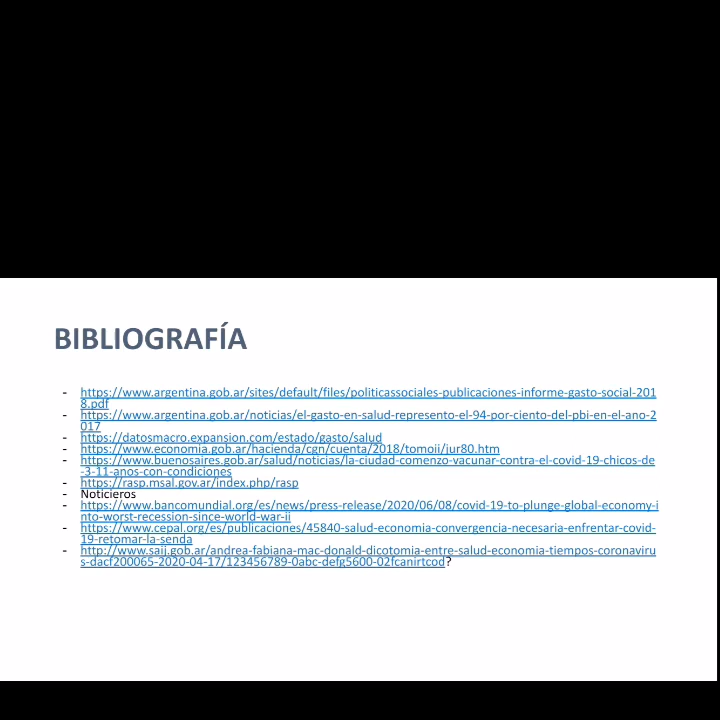 BIBLIOGRAFÍA
- https://www.argentina.gob.ar/sites/default/files/politicassociales-publicaciones-informe-gasto-social-201
8.pdf
- https://www.argentina.gob.ar/noticias/el-gasto-en-salud-represento-el-94-por-ciento-del-pbi-en-el-ano-2
017
- https://datosmacro.expansion.com/estado/gasto/salud
- https://www.economia.gob.ar/hacienda/cgn/cuenta/2018/tomoii/jur80.htm
- https://www.buenosaires.gob.ar/salud/noticias/la-ciudad-comenzo-vacunar-contra-el-covid-19-chicos-de
-3-11-anos-con-condiciones
- https://rasp.msal.gov.ar/index.php/rasp
- Noticieros
- https://www.bancomundial.org/es/news/press-release/2020/06/08/covid-19-to-plunge-global-economy-i
nto-worst-recession-since-world-war-ii
- https://www.cepal.org/es/publicaciones/45840-salud-economia-convergencia-necesaria-enfrentar-covid-
19-retomar-la-senda
- http://www.saij.gob.ar/andrea-fabiana-mac-donald-dicotomia-entre-salud-economia-tiempos-coronaviru
s-dacf200065-2020-04-17/123456789-0abc-defg5600-02fcanirtcod?